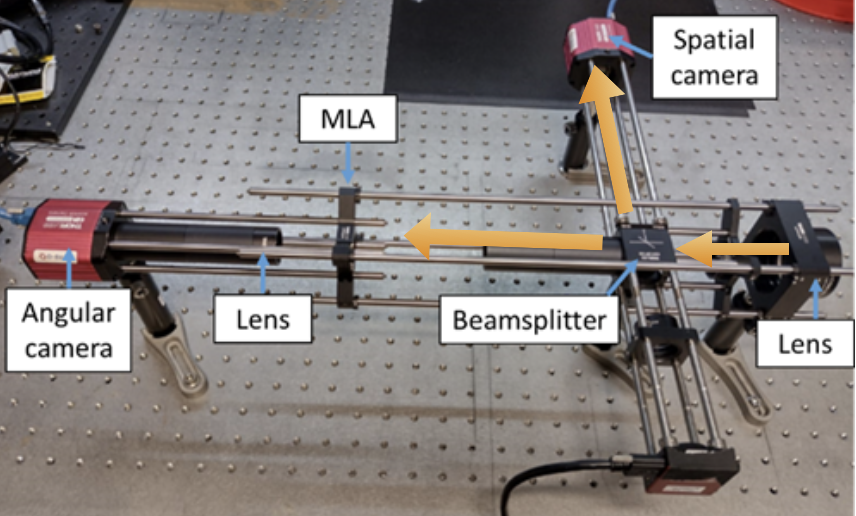 Spatial
camera
MLA
Angular
camera
Lens
Beamsplitter
Lens